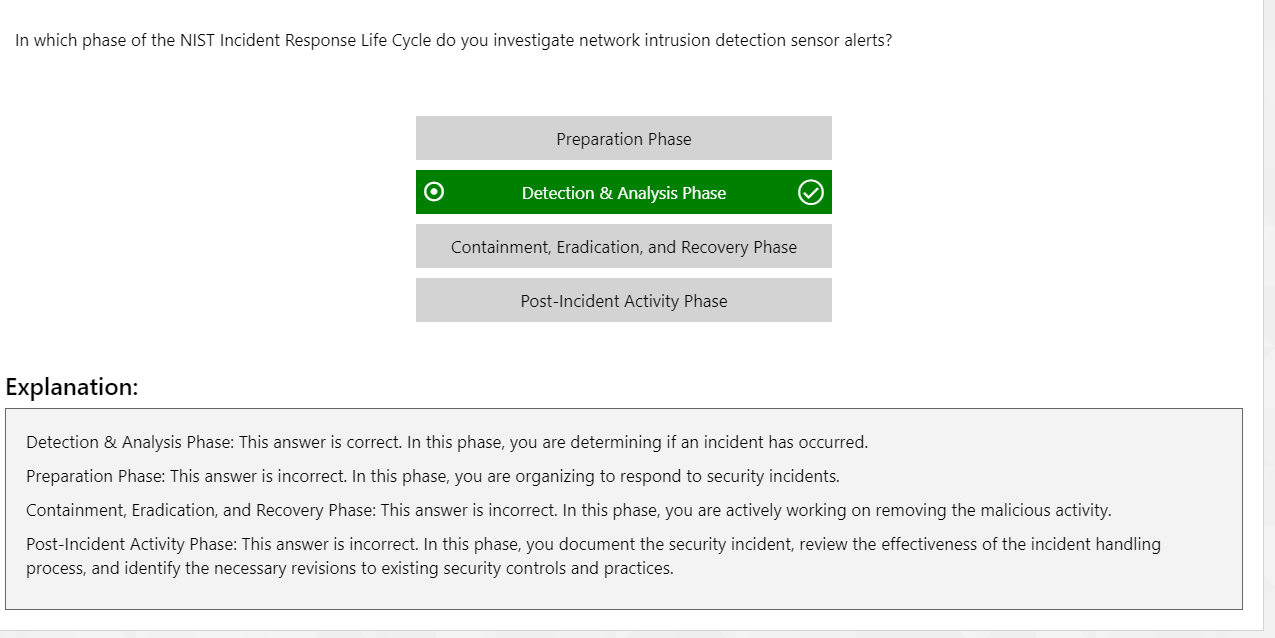 In which phase of the NIST Incident Response Life Cycle do you investigate network intrusion detection sensor alerts?
Preparation Phase
Detection & Analysis Phase
Containment, Eradication, and Recovery Phase
Post-Incident Activity Phase
Explanation:
Detection & Analysis Phase: This answer is correct. In this phase, you are determining if an incident has occurred.
Preparation Phase: This answer is incorrect. In this phase, you are organizing to respond to security incidents.
Containment, Eradication, and Recovery Phase: This answer is incorrect. In this phase, you are actively working on removing the malicious activity.
Post-Incident Activity Phase: This answer is incorrect. In this phase, you document the security incident, review the effectiveness of the incident handling
process, and identify the necessary revisions to existing security controls and practices.